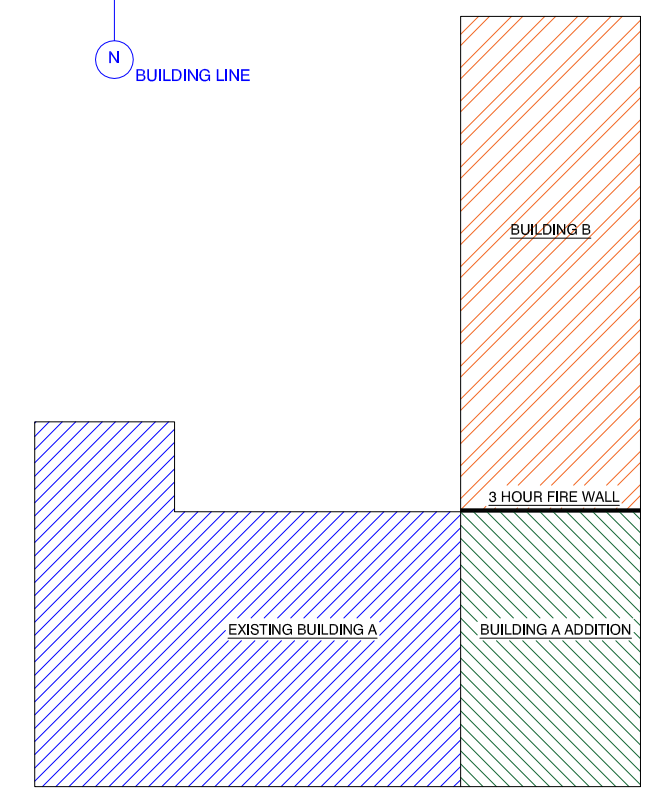 N
BUILDING LINE
BUILDING B
3 HOUR FIRE WALL
EXISTING BUILDING A
BUILDING A ADDITION